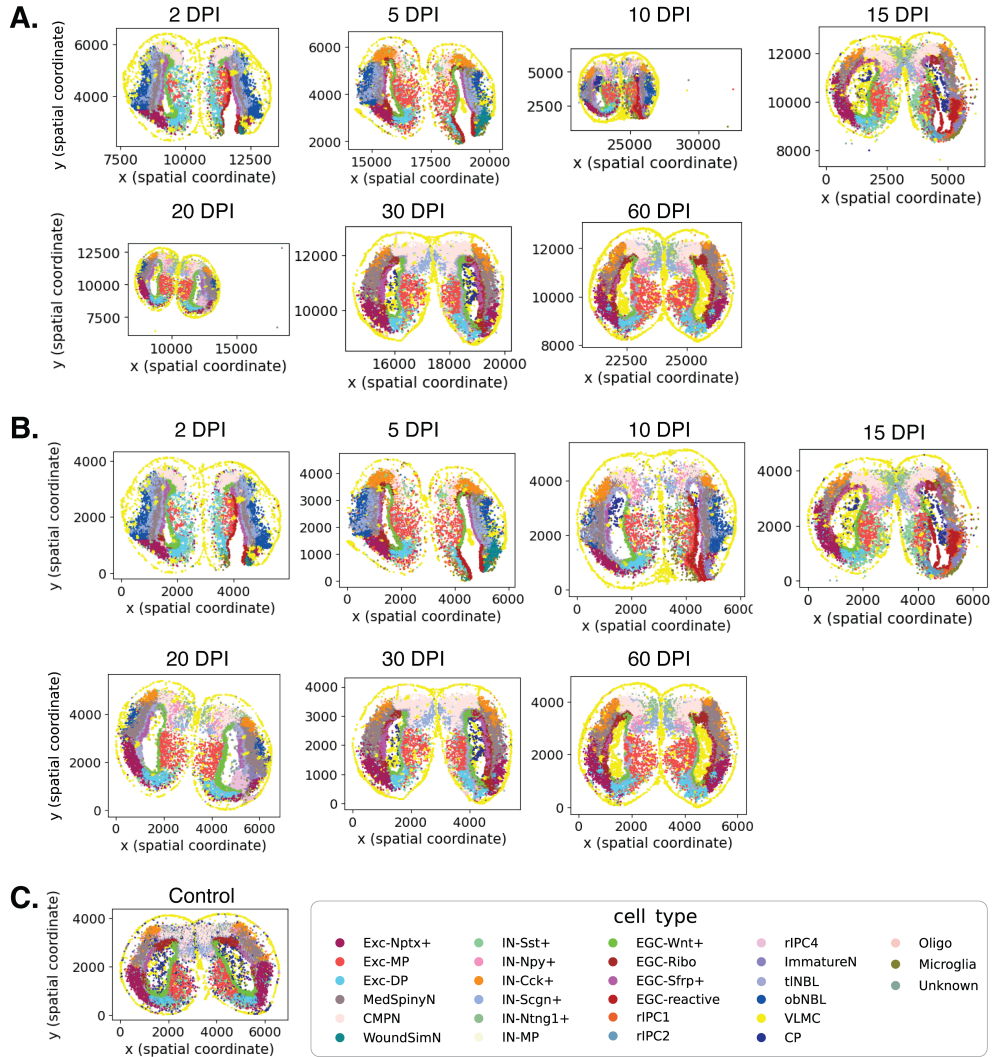 A.
2 DPI
5 DPI
10 DPI
15 DPI
y (spatial coordinate)
6000
4000
7500
10000
12500
x (spatial coordinate)
6000
4000
2000
15000
17500
20000
x (spatial coordinate)
5000
2500
25000
30000
x (spatial coordinate)
12000
10000
8000
0
2500
5000
x (spatial coordinate)
20 DPI
30 DPI
60 DPI
y (spatial coordinate)
12500
10000
7500
10000
15000
x (spatial coordinate)
12000
10000
16000
18000
20000
x (spatial coordinate)
12000
10000
8000
22500
25000
x (spatial coordinate)
B.
2 DPI
5 DPI
10 DPI
15 DPI
y (spatial coordinate)
4000
2000
0
0
2000
4000
x (spatial coordinate)
4000
3000
2000
1000
0
0
2000
4000
6000
x (spatial coordinate)
4000
2000
0
0
2000
4000
6000
x (spatial coordinate)
4000
2000
0
0
2000
4000
6000
x (spatial coordinate)
20 DPI
30 DPI
60 DPI
y (spatial coordinate)
4000
2000
0
0
2000
4000
6000
x (spatial coordinate)
4000
3000
2000
1000
0
0
2000
4000
x (spatial coordinate)
4000
2000
0
0
2000
4000
6000
x (spatial coordinate)
C.
Control
y (spatial coordinate)
4000
2000
0
0
2000
4000
6000
x (spatial coordinate)
cell type
Exc-Nptx+
Exc-MP
Exc-DP
MedSpinyN
CMPN
WoundSimN
IN-Sst+
IN-Npy+
IN-Cck+
IN-Scgn+
IN-Ntng1+
IN-MP
EGC-Wnt+
EGC-Ribo
EGC-Sfrp+
EGC-reactive
rIPC1
rIPC2
rIPC4
ImmatureN
tlNBL
obNBL
VLMC
CP
Oligo
Microglia
Unknown